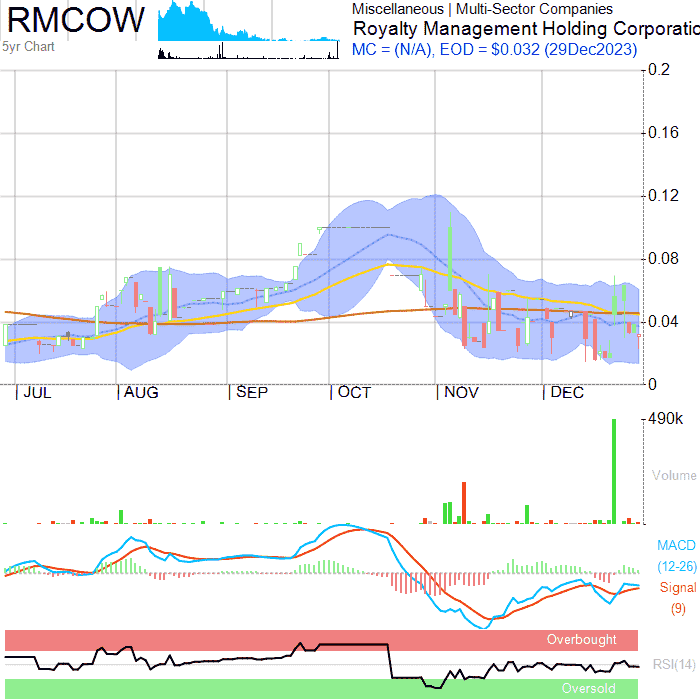 RMCOW
5yr Chart
Miscellaneous | Multi-Sector Companies
Royalty Management Holding Corporatio
MC = (N/A), EOD = $0.032 (29Dec2023)
0.2
0.16
0.12
0.08
0.04
0
JUL AUG SEP OCT NOV DEC
490k
Volume
MACD
(12-26)
Signal
(9)
Overbought
RSI(14)
Oversold